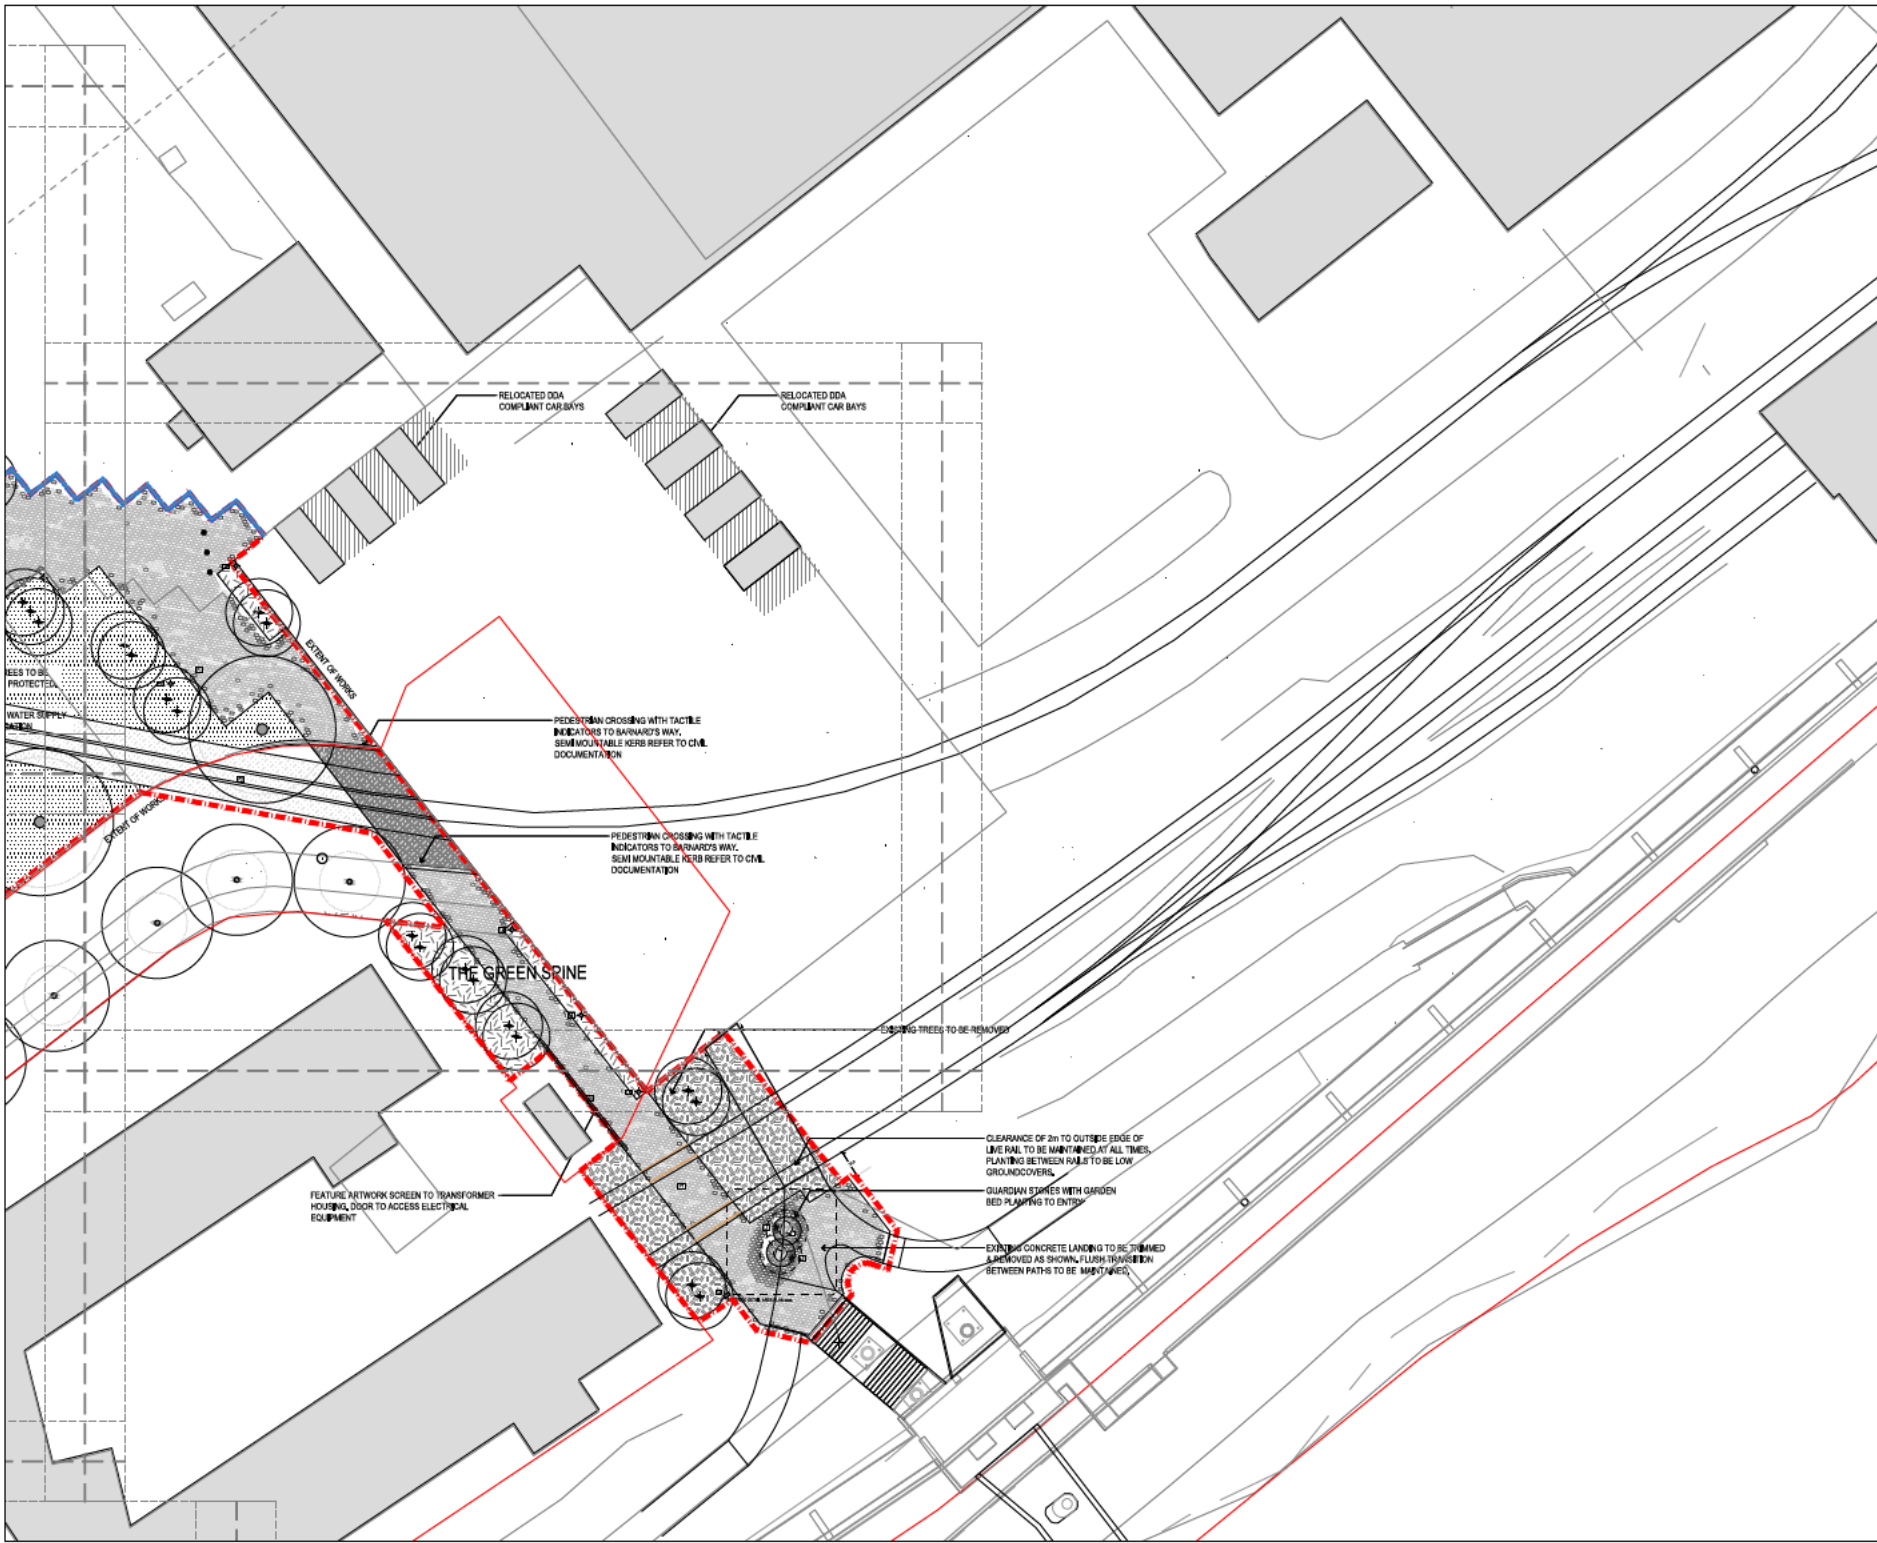 RELOCATED DDA
COMPLIANT CAR BAYS
RELOCATED DDA
COMPLIANT CAR BAYS
EXTENT OF WORKS
TREES TO BE
PROTECTED.
WATER SUPPLY
PEDESTRIAN CROSSING WITH TACTILE
INDICATORS TO BARNARD'S WAY.
SEMI MOUNTABLE KERB REFER TO CIVIL
DOCUMENTATION
EXTENT OF WORKS
PEDESTRIAN CROSSING WITH TACTILE
INDICATORS TO BARNARD'S WAY.
SEMI MOUNTABLE KERB REFER TO CIVIL
DOCUMENTATION
THE GREEN SPINE
EXISTING TREES TO BE REMOVED
CLEARANCE OF 2m TO OUTSIDE EDGE OF
LIVE RAIL TO BE MAINTAINED AT ALL TIMES.
PLANTING BETWEEN RAILS TO BE LOW
GROUNDCOVERS.
GUARDIAN STONES WITH GARDEN
BED PLANTING TO ENTRY
FEATURE ARTWORK SCREEN TO TRANSFORMER
HOUSING, DOOR TO ACCESS ELECTRICAL
EQUIPMENT
EXISTING CONCRETE LANDING TO BE TRIMMED
& REMOVED AS SHOWN. FLUSH TRANSITION
BETWEEN PATHS TO BE MAINTAINED.